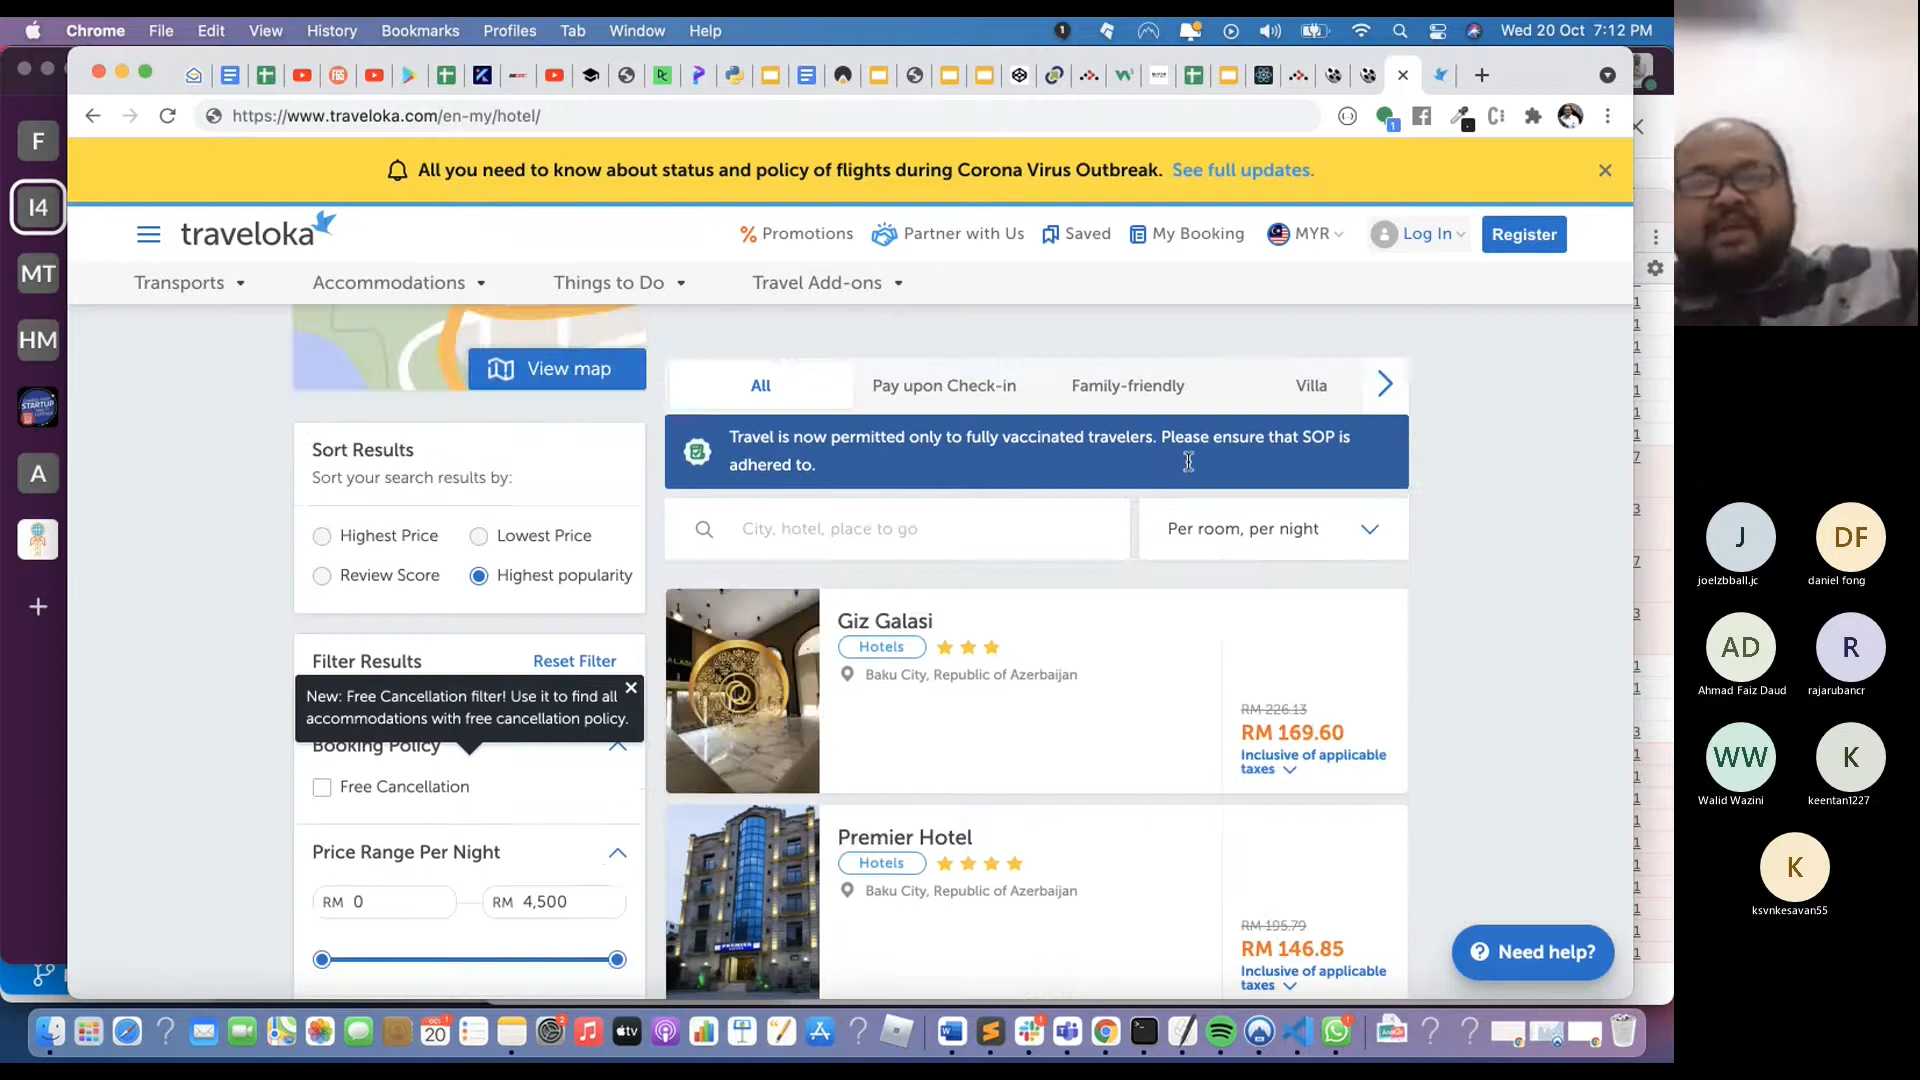 Chrome File Edit View History Bookmarks Profiles Tab Window Help
1
Wed 20 Oct 7:12 PM
https://www.traveloka.com/en-my/hotel/
1
F
I4
MT
HM
STARTUP
A
All you need to know about status and policy of flights during Corona Virus Outbreak. See full updates.
traveloka
Promotions
Partner with Us
Saved
My Booking
MYR
Log In
Register
Transports
Accommodations
Things to Do
Travel Add-ons
View map
All
Pay upon Check-in
Family-friendly
Villa
Travel is now permitted only to fully vaccinated travelers. Please ensure that SOP is
adhered to.
City, hotel, place to go
Per room, per night
Sort Results
Sort your search results by:
Highest Price
Lowest Price
Review Score
Highest popularity
Filter Results
Reset Filter
New: Free Cancellation filter! Use it to find all
accommodations with free cancellation policy.
Booking Policy
Free Cancellation
Price Range Per Night
RM 0
RM 4,500
Giz Galasi
Hotels
Baku City, Republic of Azerbaijan
RM 226.13
RM 169.60
Inclusive of applicable
taxes
Premier Hotel
Hotels
Baku City, Republic of Azerbaijan
RM 195.79
RM 146.85
Inclusive of applicable
taxes
Need help?
J
joelzbball.jc
DF
daniel fong
AD
Ahmad Faiz Daud
R
rajarubancr
WW
Walid Wazini
K
keentan1227
K
ksvnkesavan55